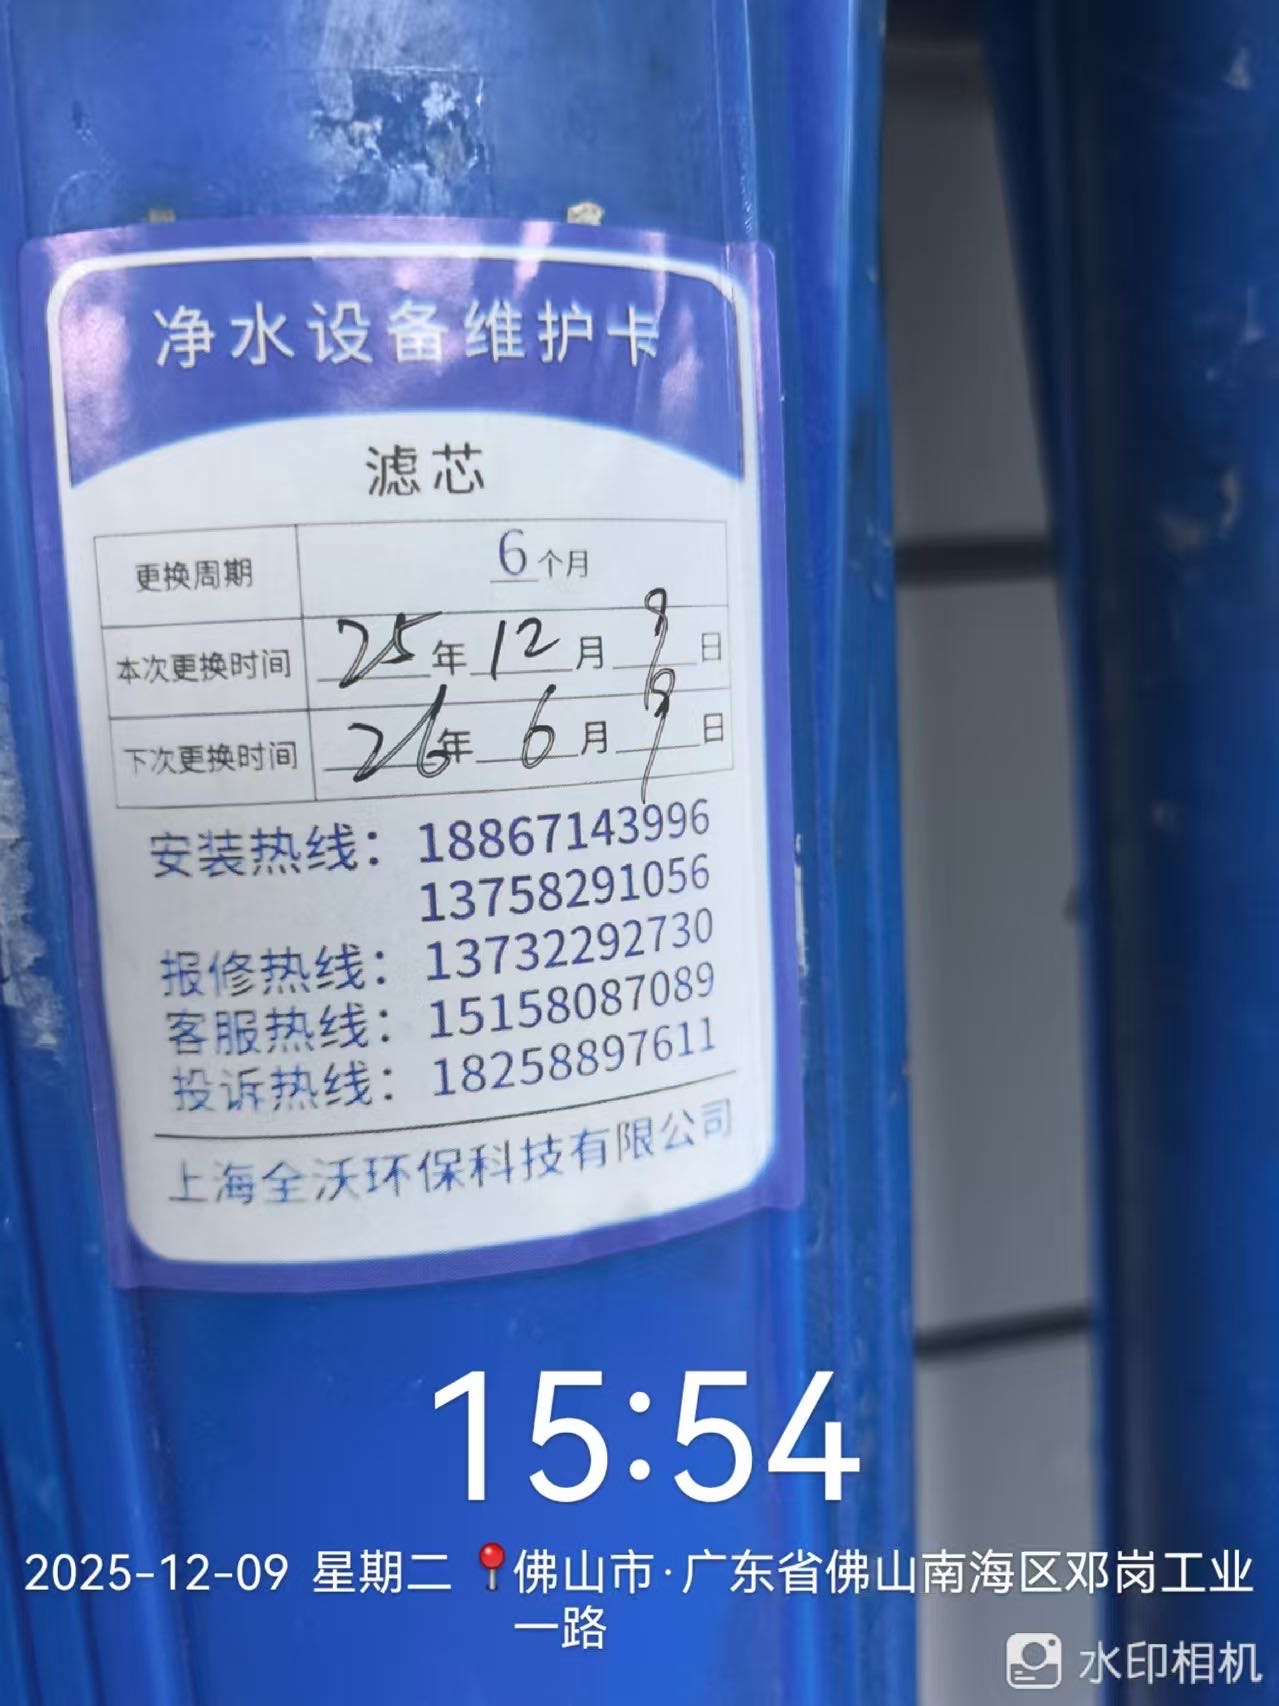 净水设备维护卡
滤芯
更换周期 6个月
本次更换时间 25年12月9日
下次更换时间 26年6月9日
安装热线：18867143996
13758291056
报修热线：13732292730
客服热线：15158087089
投诉热线：18258897611
上海全沃环保科技有限公司
15:54
2025-12-09 星期二 📍佛山市·广东省佛山南海区邓岗工业
一路
水印相机